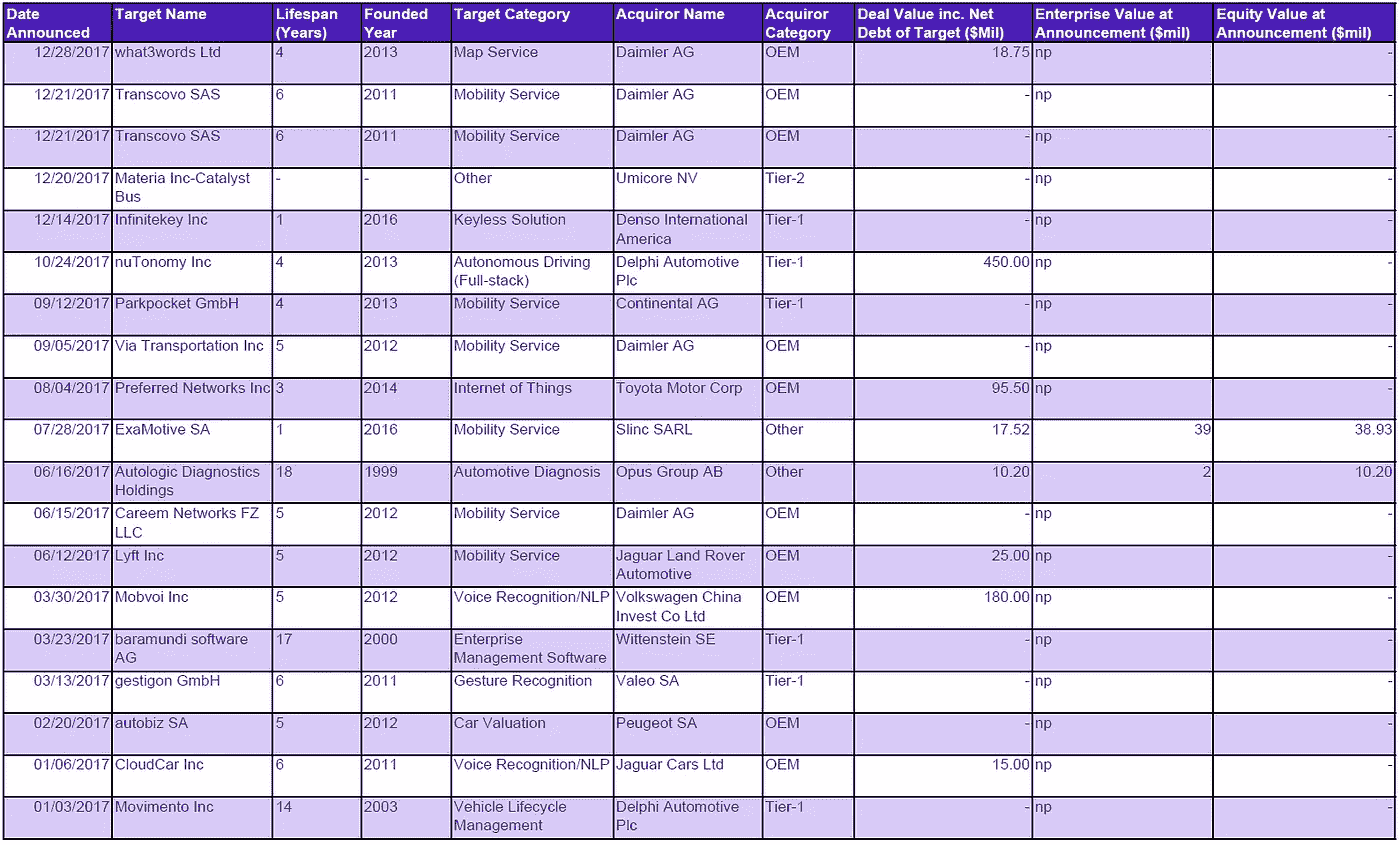 Date Announced Target Name Lifespan (Years) Founded Year Target Category Acquiror Name Acquiror Category Deal Value inc. Net Debt of Target ($Mil) Enterprise Value at Announcement ($mil) Equity Value at Announcement ($mil)
12/28/2017 what3words Ltd 4 2013 Map Service Daimler AG OEM 18.75 np -
12/21/2017 Transcovo SAS 6 2011 Mobility Service Daimler AG OEM - np -
12/21/2017 Transcovo SAS 6 2011 Mobility Service Daimler AG OEM - np -
12/20/2017 Materia Inc-Catalyst Bus - - Other Umicore NV Tier-2 - np -
12/14/2017 Infinitekey Inc 1 2016 Keyless Solution Denso International America Tier-1 - np -
10/24/2017 nuTonomy Inc 4 2013 Autonomous Driving (Full-stack) Delphi Automotive Plc Tier-1 450.00 np -
09/12/2017 Parkpocket GmbH 4 2013 Mobility Service Continental AG Tier-1 - np -
09/05/2017 Via Transportation Inc 5 2012 Mobility Service Daimler AG OEM - np -
08/04/2017 Preferred Networks Inc 3 2014 Internet of Things Toyota Motor Corp OEM 95.50 np -
07/28/2017 ExaMotive SA 1 2016 Mobility Service Slinc SARL Other 17.52 39 38.93
06/16/2017 Autologic Diagnostics Holdings 18 1999 Automotive Diagnosis Opus Group AB Other 10.20 2 10.20
06/15/2017 Careem Networks FZ LLC 5 2012 Mobility Service Daimler AG OEM - np -
06/12/2017 Lyft Inc 5 2012 Mobility Service Jaguar Land Rover Automotive OEM 25.00 np -
03/30/2017 Mobvoi Inc 5 2012 Voice Recognition/NLP Volkswagen China Invest Co Ltd OEM 180.00 np -
03/23/2017 baramundi software AG 17 2000 Enterprise Management Software Wittenstein SE Tier-1 - np -
03/13/2017 gestigon GmbH 6 2011 Gesture Recognition Valeo SA Tier-1 - np -
02/20/2017 autobiz SA 5 2012 Car Valuation Peugeot SA OEM - np -
01/06/2017 CloudCar Inc 6 2011 Voice Recognition/NLP Jaguar Cars Ltd OEM 15.00 np -
01/03/2017 Movimento Inc 14 2003 Vehicle Lifecycle Management Delphi Automotive Plc Tier-1 - np -